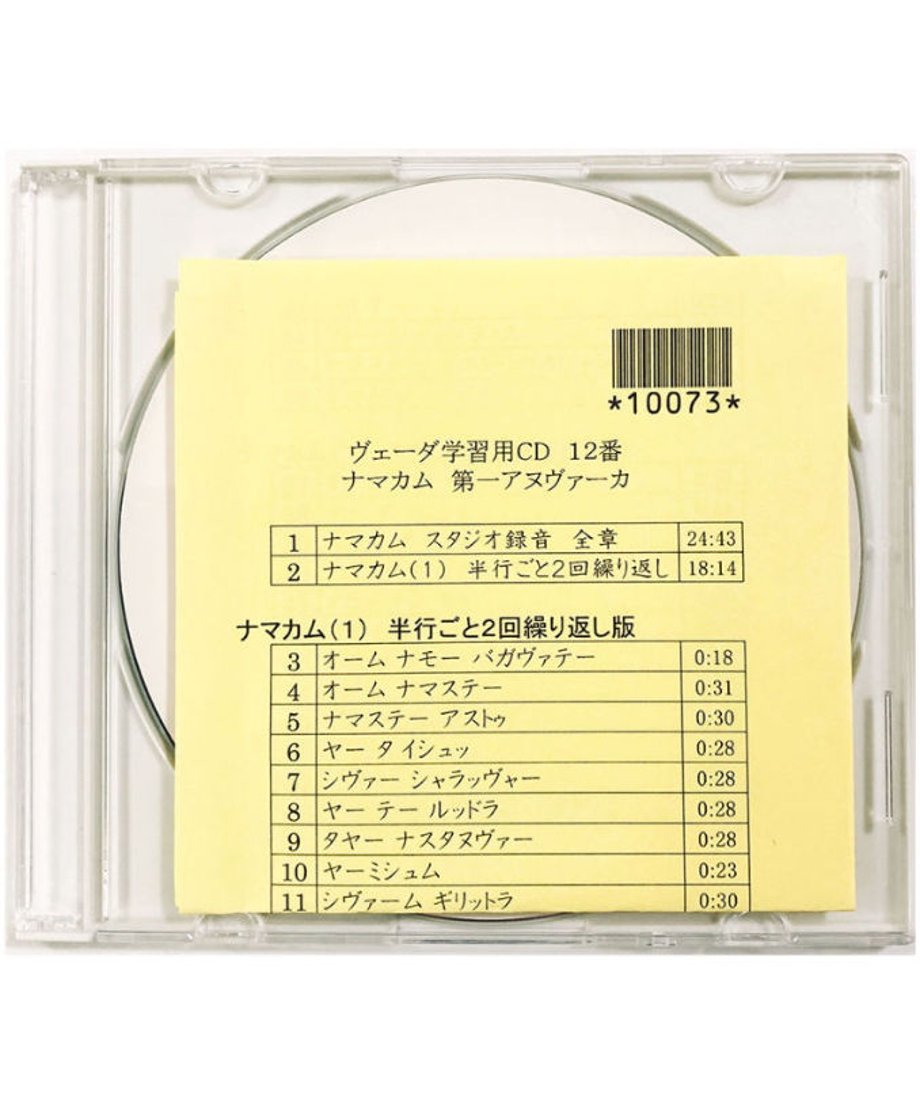 *10073*
ヴェーダ学習用CD 12番
ナマカム 第一アヌヴァーカ
1 ナマカム スタジオ録音 全章 24:43
2 ナマカム(1) 半行ごと2回繰り返し 18:14
ナマカム(1) 半行ごと2回繰り返し版
3 オーム ナモー バガヴァテー 0:18
4 オーム ナマステー 0:31
5 ナマステー アストゥ 0:30
6 ヤー タイシュッ 0:28
7 シヴァー シャラッヴャー 0:28
8 ヤー テー ルッドラ 0:28
9 タヤー ナスタヌヴァー 0:28
10 ヤーミシュム 0:23
11 シヴァーム ギリットラ 0:30